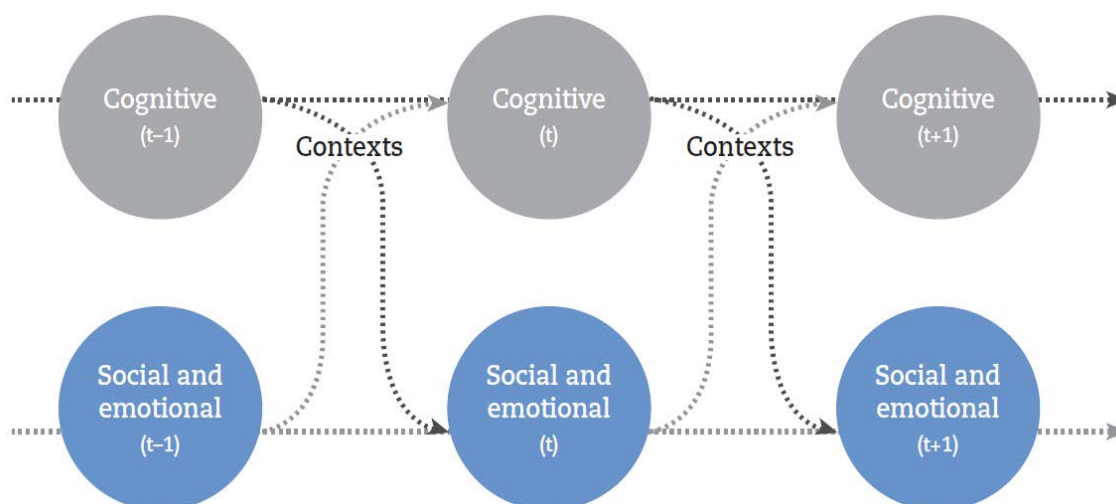 Cognitive
(t–1)
Cognitive
(t)
Cognitive
(t+1)
Contexts
Contexts
Social and
emotional
(t–1)
Social and
emotional
(t)
Social and
emotional
(t+1)